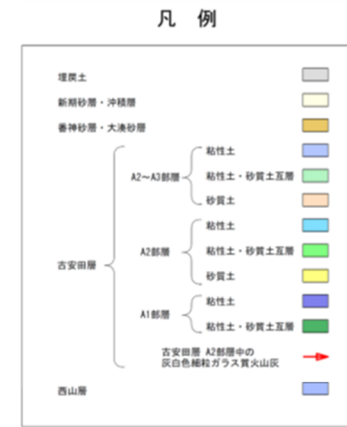 凡 例
埋戻土
新期砂層・沖積層
番神砂層・大湊砂層
古安田層
A2～A3部層
粘性土
粘性土・砂質土互層
砂質土
A2部層
粘性土
粘性土・砂質土互層
砂質土
A1部層
粘性土
粘性土・砂質土互層
古安田層 A2部層中の
灰白色細粒ガラス質火山灰
西山層